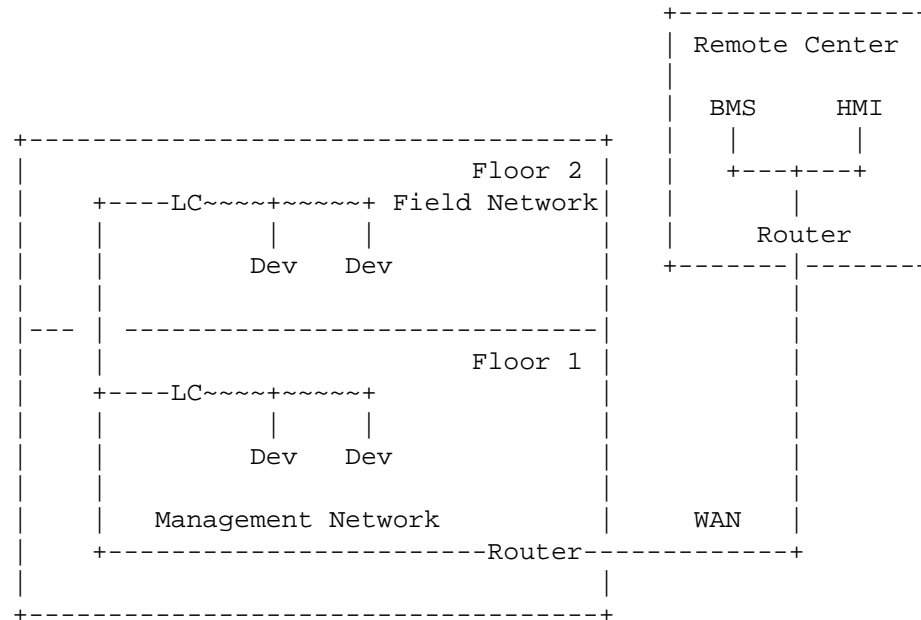 Remote Center
BMS HMI
Floor 2
LC Field Network
Router
Dev Dev
Floor 1
LC
Dev Dev
Management Network WAN
Router